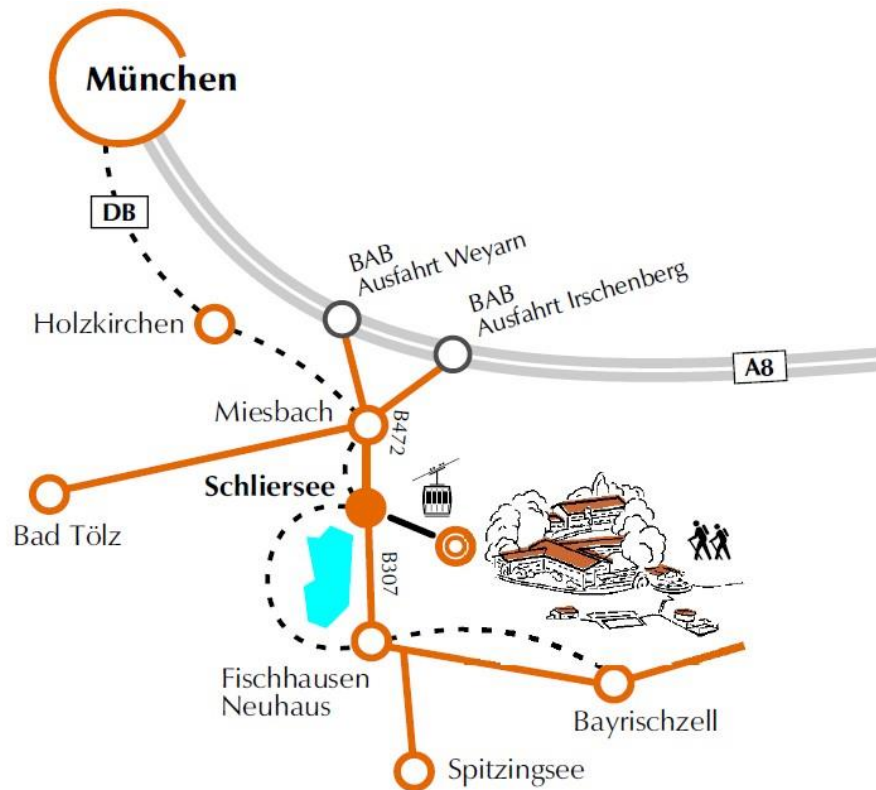 München
DB
BAB
Ausfahrt Weyarn
BAB
Ausfahrt Irschenberg
Holzkirchen
A8
Miesbach
B472
Schliersee
Bad Tölz
B307
Fischhausen
Neuhaus
Bayrischzell
Spitzingsee